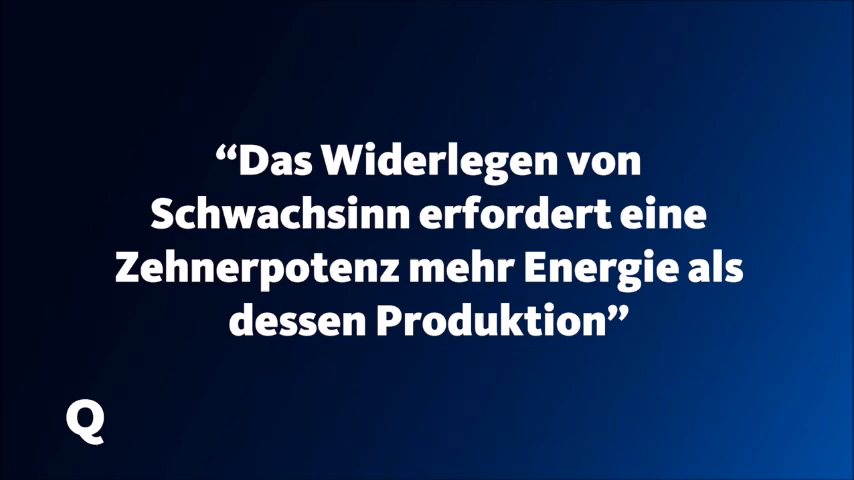 “Das Widerlegen von
Schwachsinn erfordert eine
Zehnerpotenz mehr Energie als
dessen Produktion”
Q